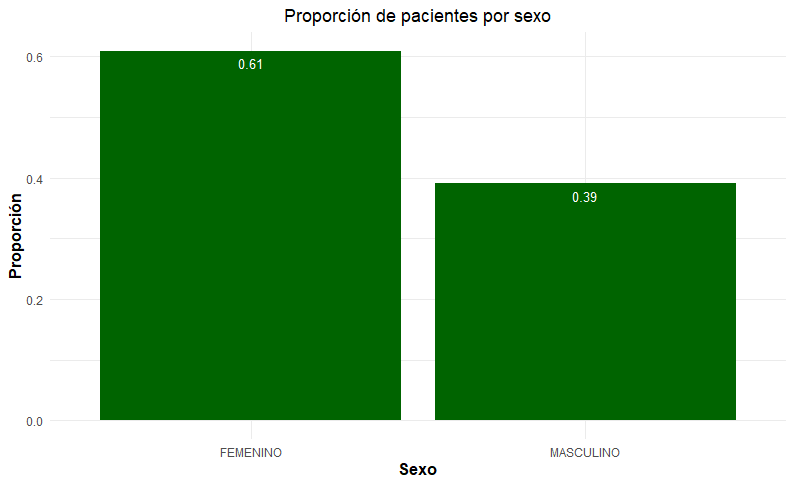 Proporción de pacientes por sexo
Proporción
0.6
0.4
0.2
0.0
0.61
0.39
FEMENINO
MASCULINO
Sexo